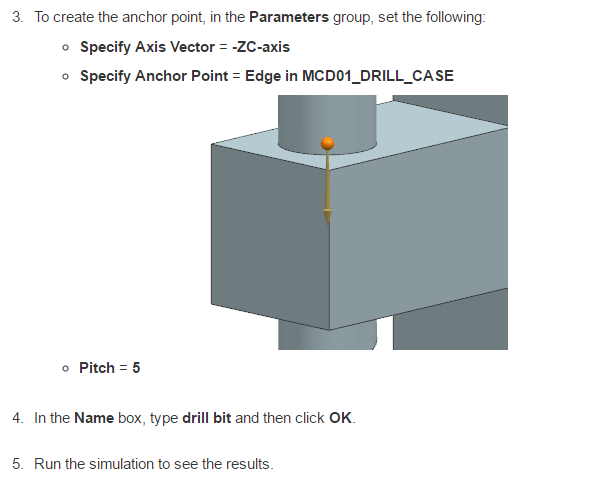 3. To create the anchor point, in the Parameters group, set the following:
Specify Axis Vector = -ZC-axis
Specify Anchor Point = Edge in MCD01_DRILL_CASE
Pitch = 5
4. In the Name box, type drill bit and then click OK.
5. Run the simulation to see the results.